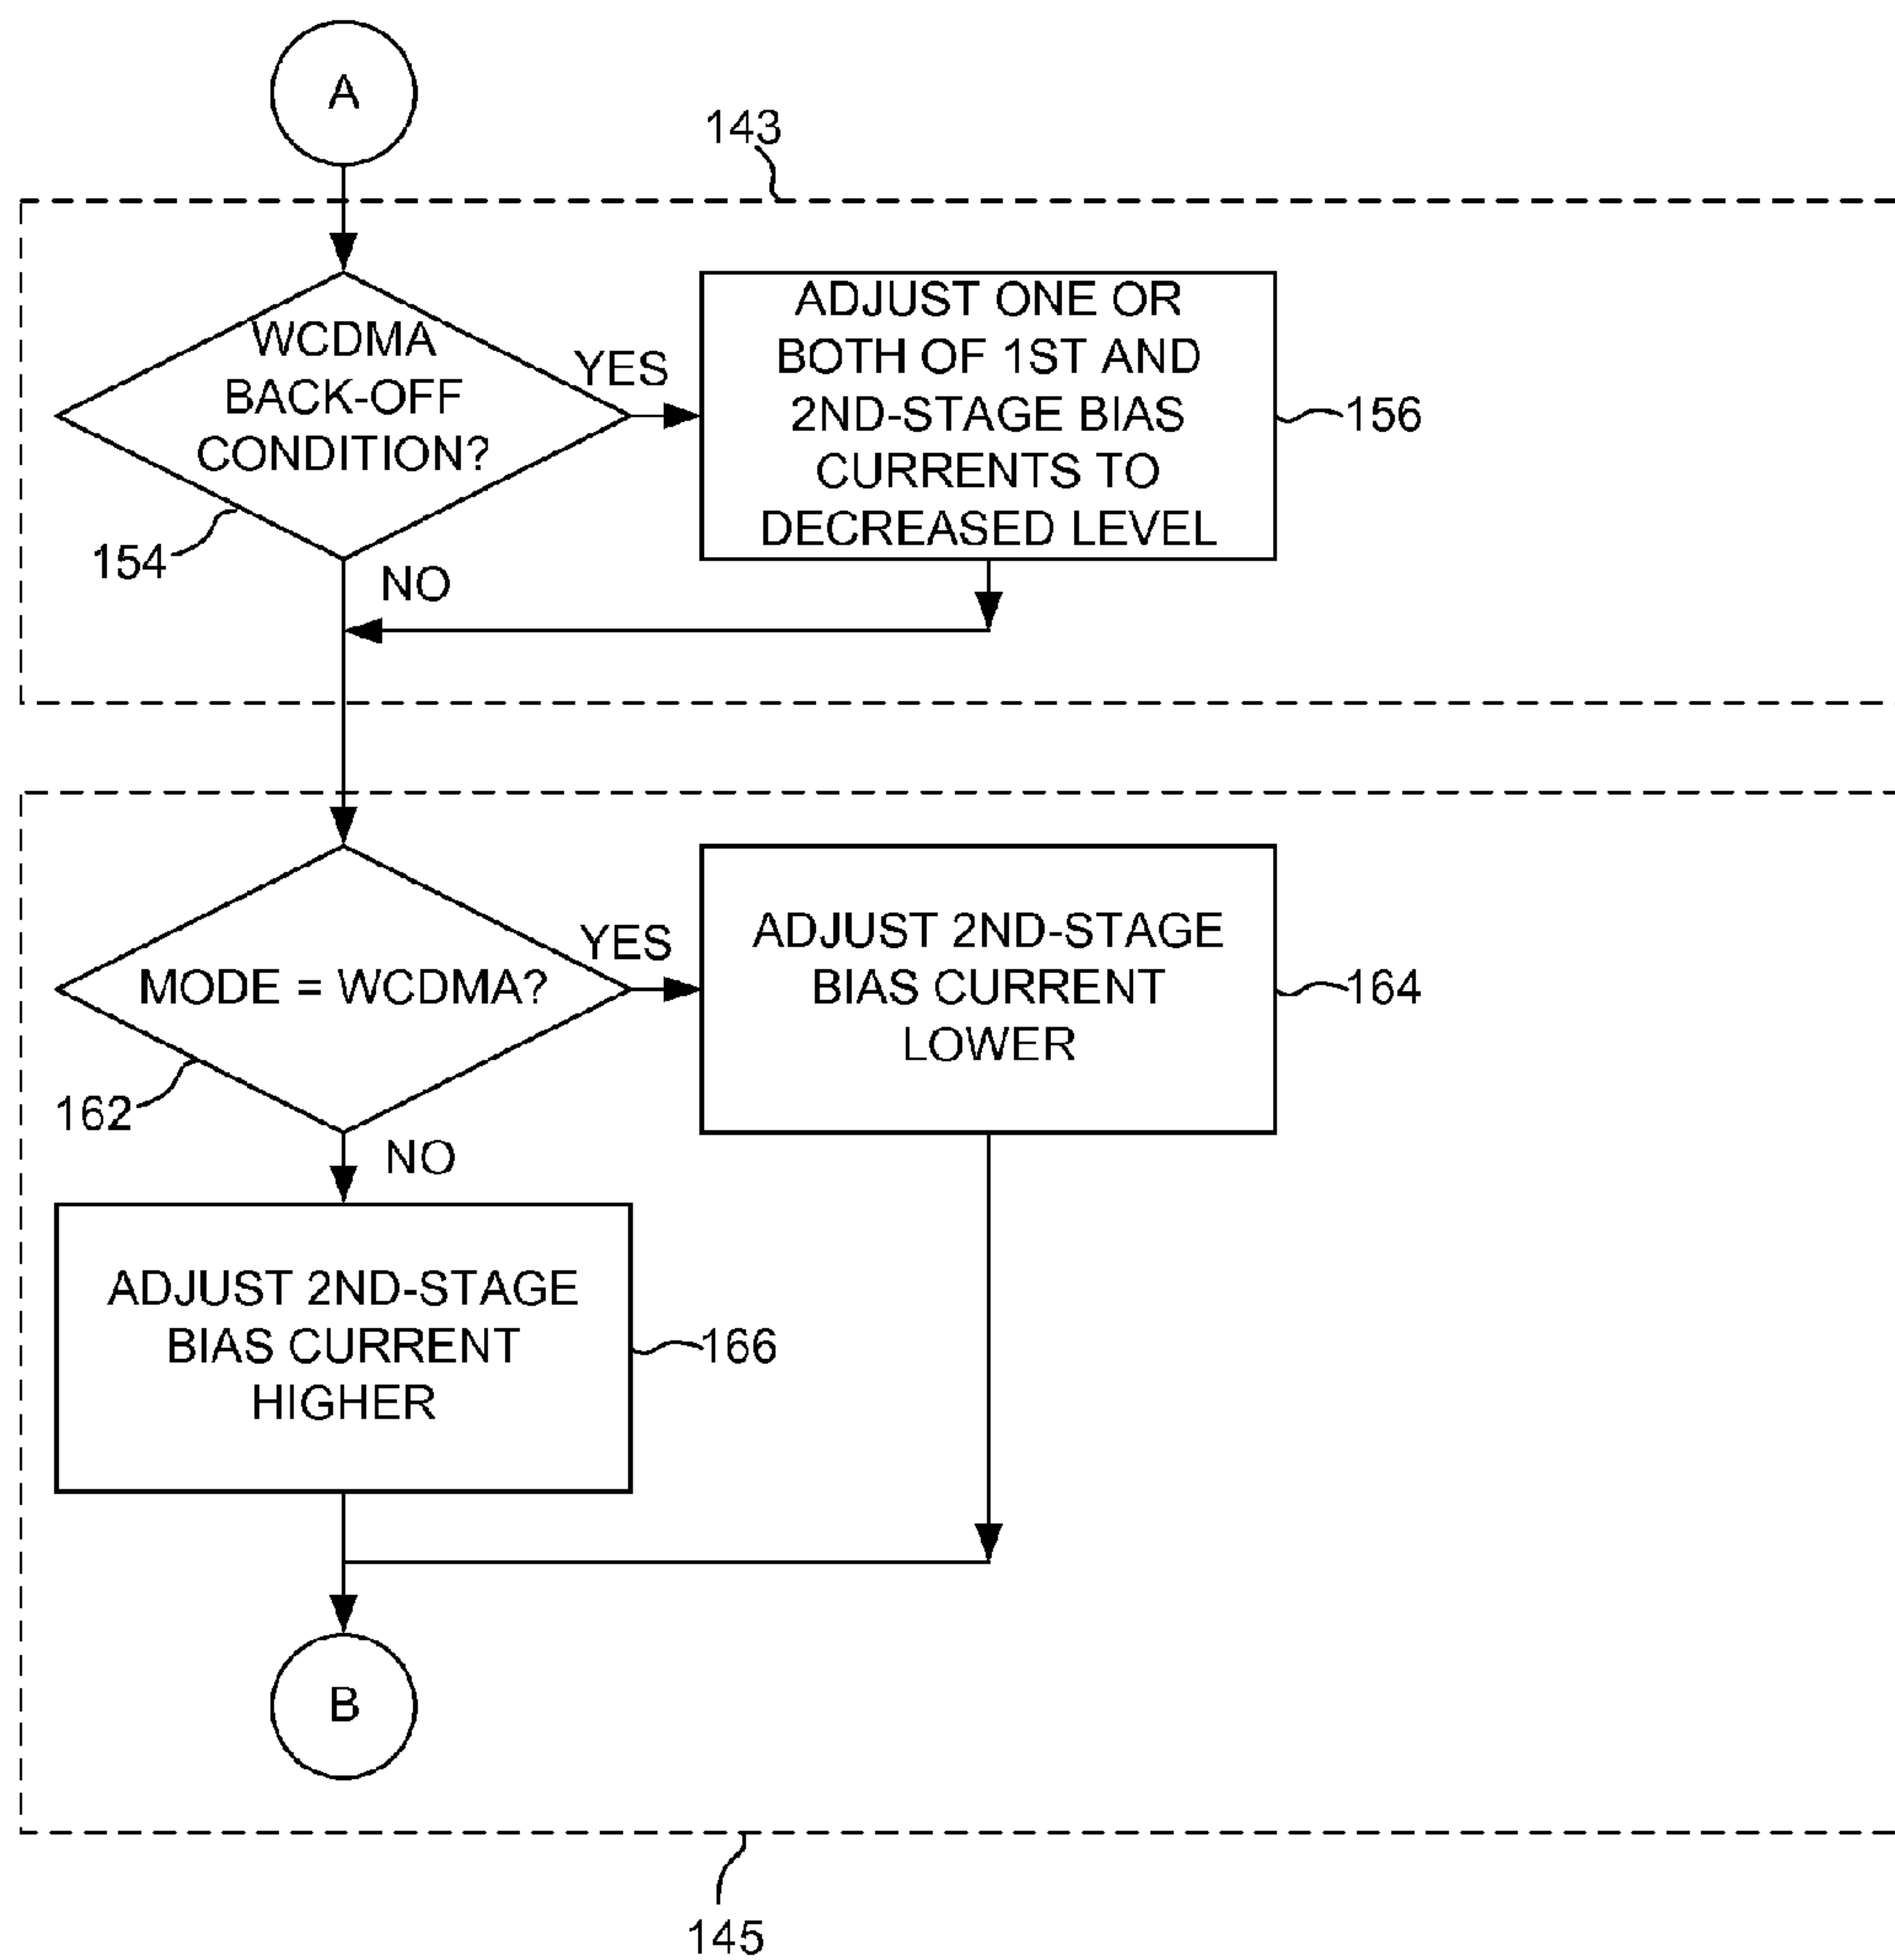 A
143
WCDMA
BACK-OFF
CONDITION?
YES
ADJUST ONE OR
BOTH OF 1ST AND
2ND-STAGE BIAS
CURRENTS TO
DECREASED LEVEL
156
154
NO
MODE = WCDMA?
YES
ADJUST 2ND-STAGE
BIAS CURRENT
LOWER
164
162
NO
ADJUST 2ND-STAGE
BIAS CURRENT
HIGHER
166
B
145